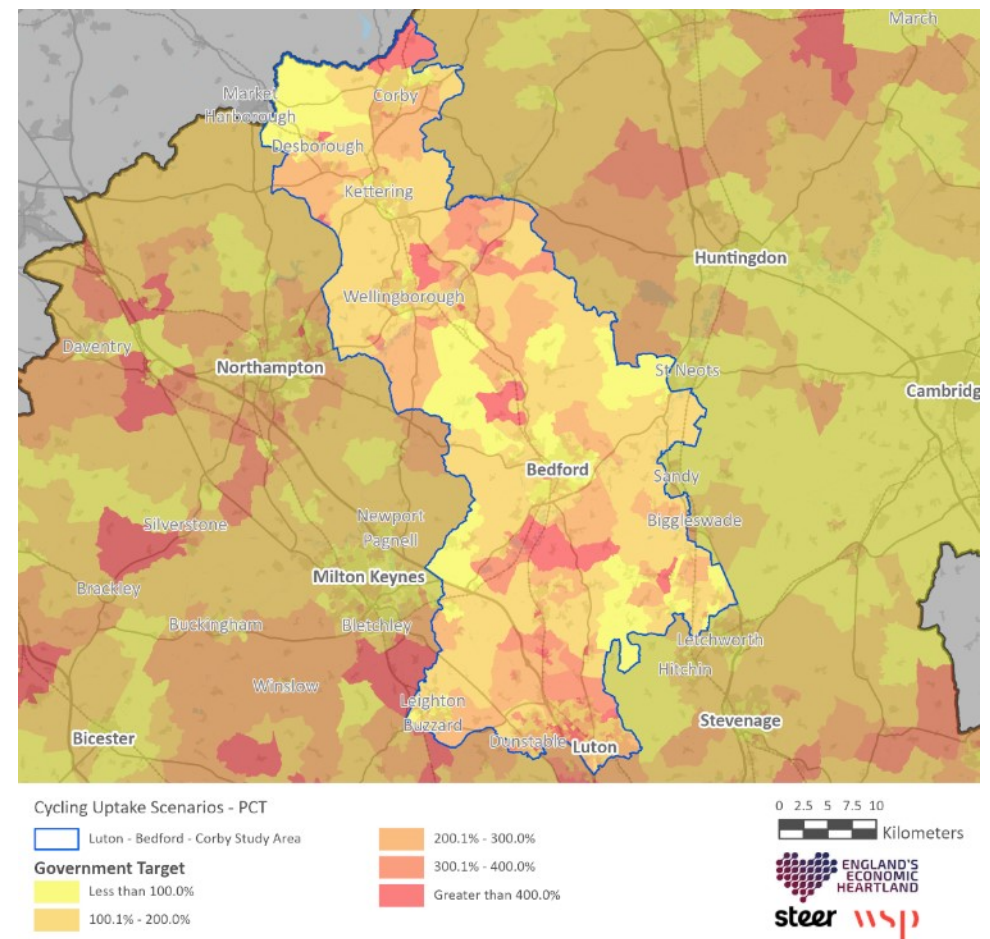 March
Market
Harborough
Corby
Desborough
Kettering
Huntingdon
Wellingborough
Daventry
Northampton
St Neots
Cambridg
Bedford
Sandy
Silverstone
Newport
Pagnell
Biggleswade
Milton Keynes
Brackley
Buckingham
Bletchley
Letchworth
Hitchin
Winslow
Leighton
Buzzard
Stevenage
Bicester
Dunstable
Luton
Cycling Uptake Scenarios - PCT
Luton - Bedford - Corby Study Area
Government Target
Less than 100.0%
100.1% - 200.0%
200.1% - 300.0%
300.1% - 400.0%
Greater than 400.0%
0 2.5 5 7.5 10
Kilometers
ENGLAND'S
ECONOMIC
HEARTLAND
steer wsp